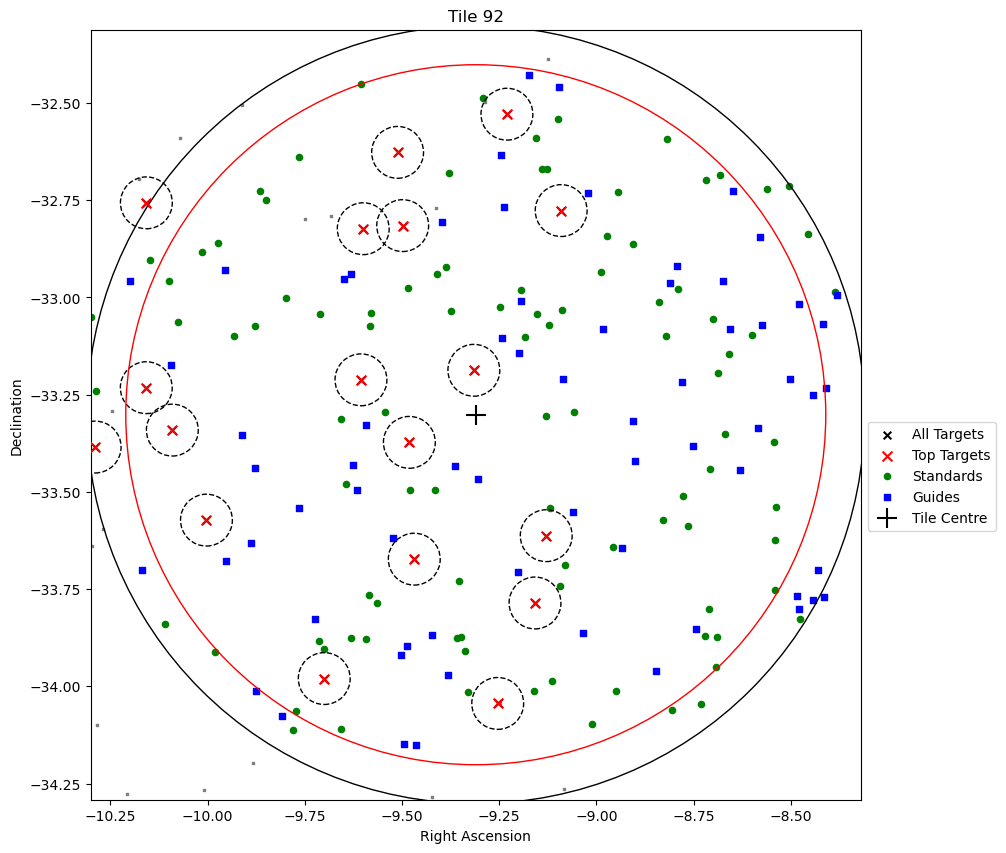 Tile 92
Declination
−32.50
−32.75
−33.00
−33.25
−33.50
−33.75
−34.00
−34.25
−10.25 −10.00 −9.75 −9.50 −9.25 −9.00 −8.75 −8.50
Right Ascension
All Targets
Top Targets
Standards
Guides
Tile Centre